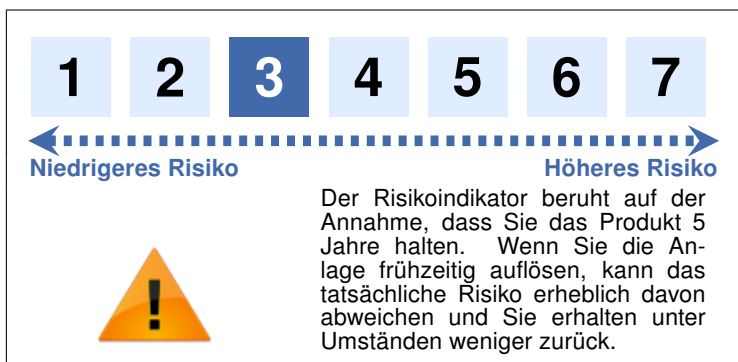 1 2 3 4 5 6 7
Niedrigeres Risiko Höheres Risiko
Der Risikoindikator beruht auf der
Annahme, dass Sie das Produkt 5
Jahre halten. Wenn Sie die An-
lage frühzeitig auflösen, kann das
tatsächliche Risiko erheblich davon
abweichen und Sie erhalten unter
Umständen weniger zurück.